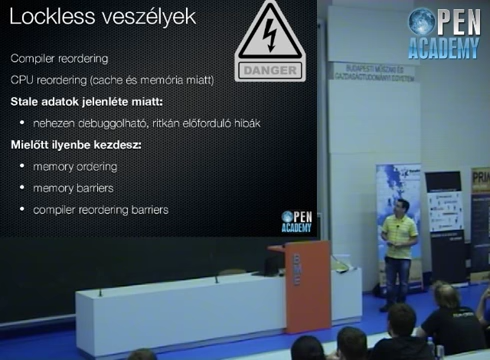 Lockless veszélyek
DANGER
Compiler reordering
CPU reordering (cache és memória miatt)
Stale adatok jelenléte miatt:
• nehezen debuggolható, ritkán előforduló hibák
Mielőtt ilyenbe kezdesz:
• memory ordering
• memory barriers
• compiler reordering barriers
OPEN
ACADEMY
OPEN
ACADEMY
BUDAPESTI MŰSZAKI ÉS
GAZDASÁGTUDOMÁNYI EGYETEM